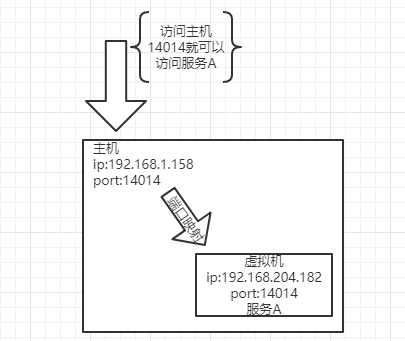 访问主机
14014就可以
访问服务A
主机
ip:192.168.1.158
port:14014
端口映射
虚拟机
ip:192.168.204.182
port:14014
服务A